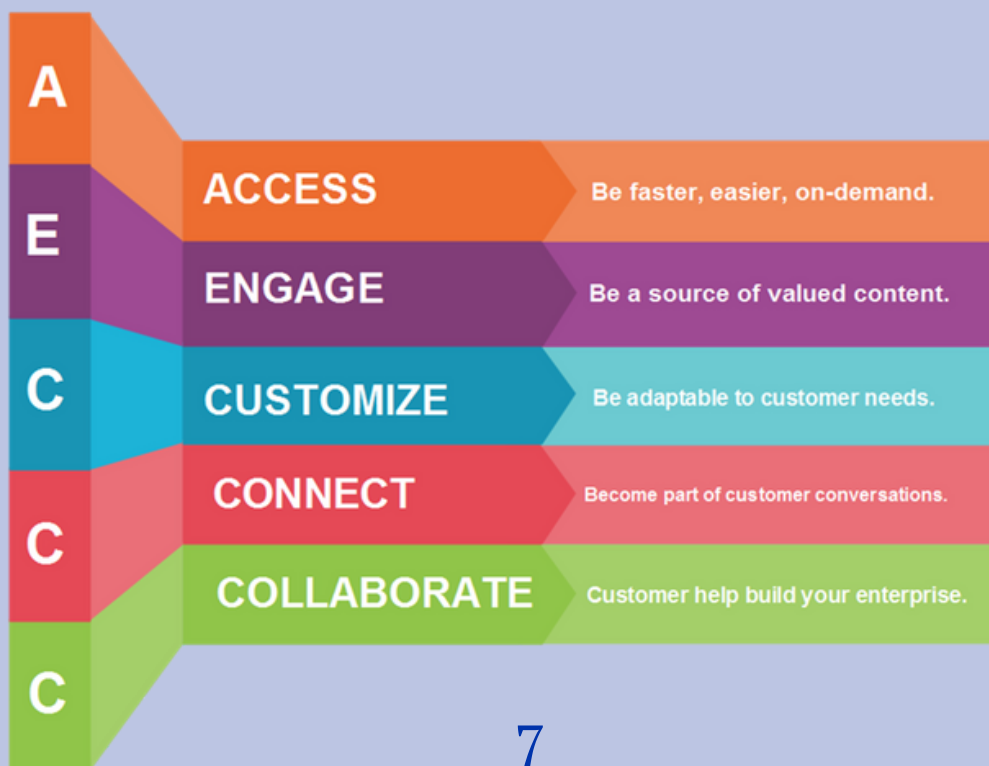 A
ACCESS
Be faster, easier, on-demand.
E
ENGAGE
Be a source of valued content.
C
CUSTOMIZE
Be adaptable to customer needs.
C
CONNECT
Become part of customer conversations.
C
COLLABORATE
Customer help build your enterprise.
7